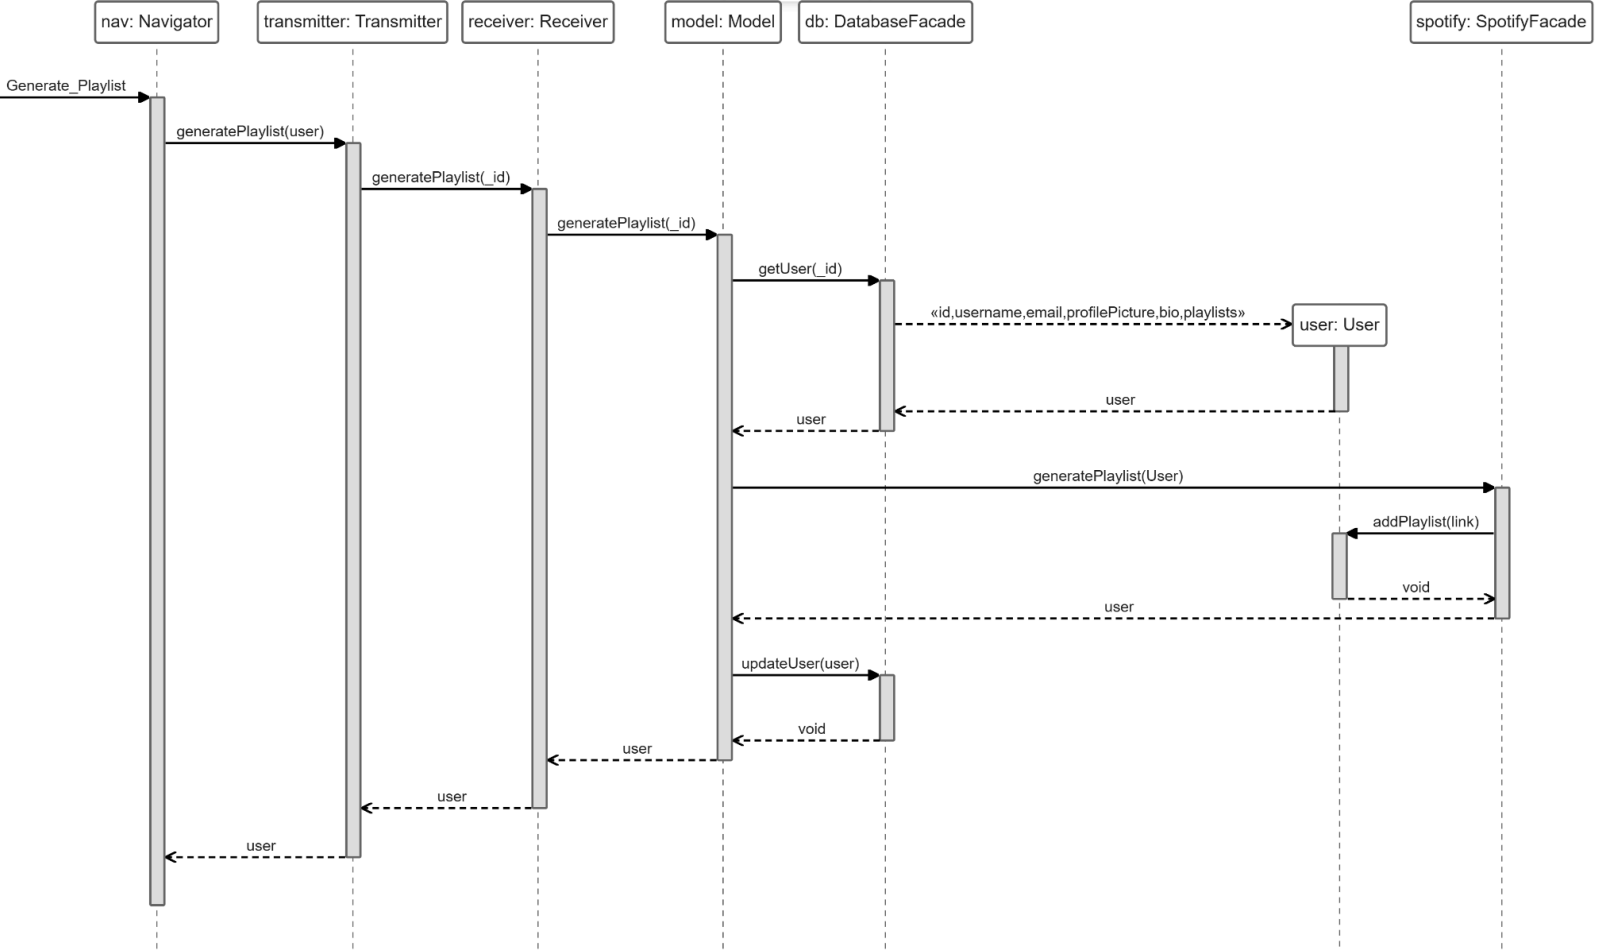 nav: Navigator
transmitter: Transmitter
receiver: Receiver
model: Model
db: DatabaseFacade
spotify: SpotifyFacade
Generate_Playlist
generatePlaylist(user)
generatePlaylist(_id)
generatePlaylist(_id)
getUser(_id)
«id,username,email,profilePicture,bio,playlists»
user: User
user
user
generatePlaylist(User)
addPlaylist(link)
void
user
updateUser(user)
void
user
user
user